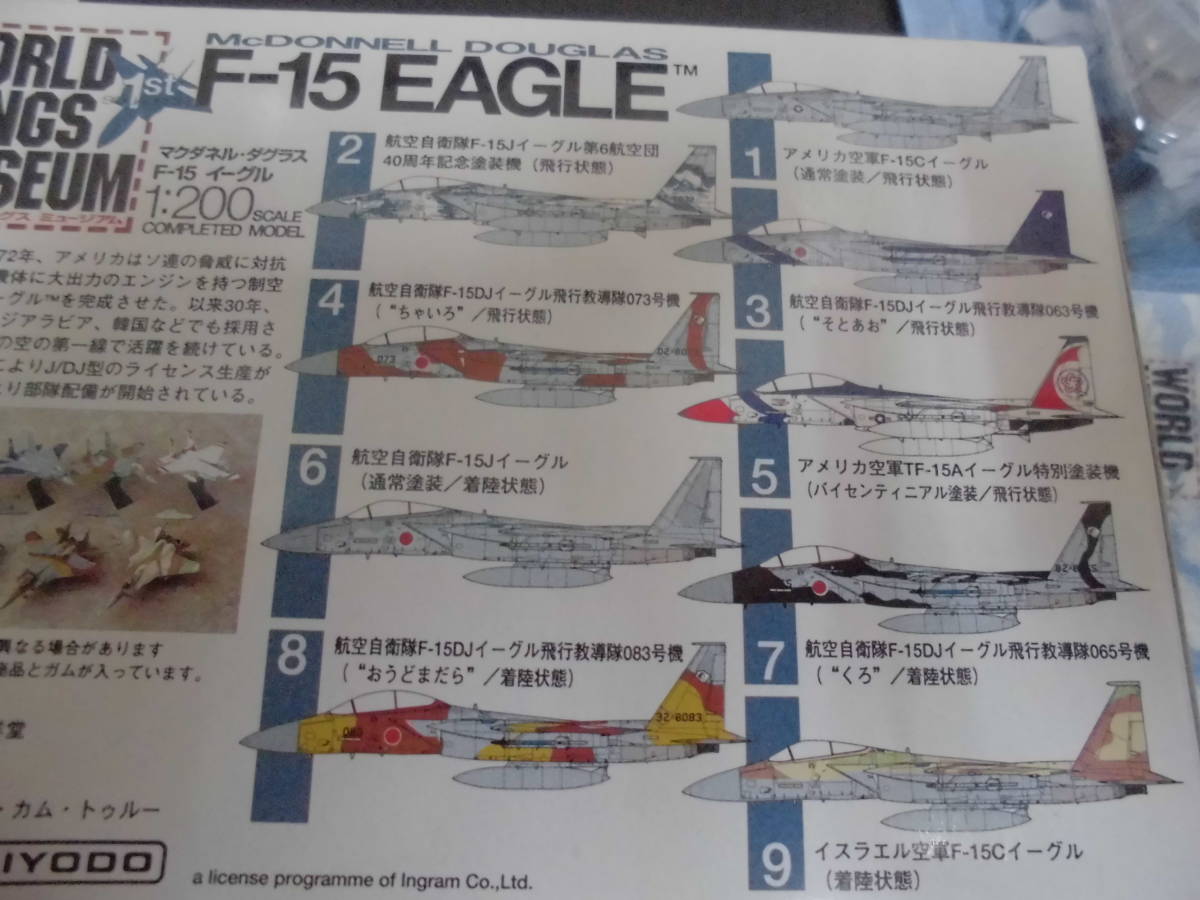 McDONNELL DOUGLAS
F-15 EAGLE™
ORLD
1st
NGS
SEUM
グス ミュージアム
マクダネル・ダグラス
F-15 イーグル
1:200 SCALE
COMPLETED MODEL
72年、アメリカはソ連の脅威に対抗
機体に大出力のエンジンを持つ制空
ーグル™を完成させた。以来30年、
ジアラビア、韓国などでも採用さ
の空の第一線で活躍を続けている。
によりJ/DJ型のライセンス生産が
り部隊配備が開始されている。
異なる場合があります
商品とガムが入っています。
堂
・カム・トゥルー
IYODO
a license programme of Ingram Co.,Ltd.
1
アメリカ空軍F-15Cイーグル
(通常塗装/飛行状態)
2
航空自衛隊F-15Jイーグル第6航空団
40周年記念塗装機(飛行状態)
3
航空自衛隊F-15DJイーグル飛行教導隊063号機
(“そとあお”/飛行状態)
4
航空自衛隊F-15DJイーグル飛行教導隊073号機
(“ちゃいろ”/飛行状態)
073
5
アメリカ空軍TF-15Aイーグル特別塗装機
(バイセンティニアル塗装/飛行状態)
6
航空自衛隊F-15Jイーグル
(通常塗装/着陸状態)
7
航空自衛隊F-15DJイーグル飛行教導隊065号機
(“くろ”/着陸状態)
8
航空自衛隊F-15DJイーグル飛行教導隊083号機
(“おうどまだら”/着陸状態)
083
32-8083
9
イスラエル空軍F-15Cイーグル
(着陸状態)
WORLD